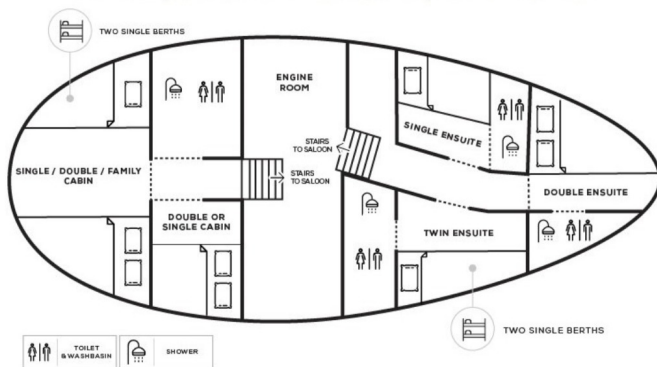 TWO SINGLE BERTHS
ENGINE
ROOM
STAIRS
TO SALOON
SINGLE ENSUITE
SINGLE / DOUBLE / FAMILY
CABIN
STAIRS
TO SALOON
DOUBLE ENSUITE
DOUBLE OR
SINGLE CABIN
TWIN ENSUITE
TWO SINGLE BERTHS
TOILET
& WASHBASIN
SHOWER